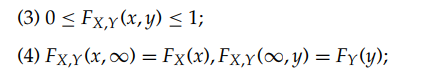 (3) 0 ≤ F_{X,Y}(x, y) ≤ 1;
(4) F_{X,Y}(x, ∞) = F_X(x), F_{X,Y}(∞, y) = F_Y(y);